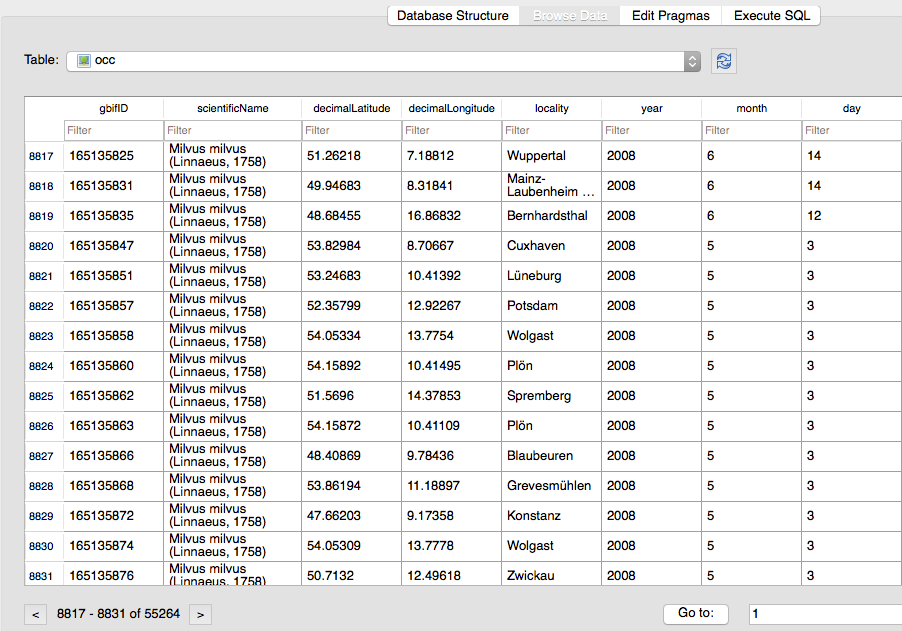 Database Structure Browse Data Edit Pragmas Execute SQL
Table: occ
gbifID scientificName decimalLatitude decimalLongitude locality year month day
Filter Filter Filter Filter Filter Filter Filter Filter
8817 165135825 Milvus milvus (Linnaeus, 1758) 51.26218 7.18812 Wuppertal 2008 6 14
8818 165135831 Milvus milvus (Linnaeus, 1758) 49.94683 8.31841 Mainz-Laubenheim ... 2008 6 14
8819 165135835 Milvus milvus (Linnaeus, 1758) 48.68455 16.86832 Bernhardsthal 2008 6 12
8820 165135847 Milvus milvus (Linnaeus, 1758) 53.82984 8.70667 Cuxhaven 2008 5 3
8821 165135851 Milvus milvus (Linnaeus, 1758) 53.24683 10.41392 Lüneburg 2008 5 3
8822 165135857 Milvus milvus (Linnaeus, 1758) 52.35799 12.92267 Potsdam 2008 5 3
8823 165135858 Milvus milvus (Linnaeus, 1758) 54.05334 13.7754 Wolgast 2008 5 3
8824 165135860 Milvus milvus (Linnaeus, 1758) 54.15892 10.41495 Plön 2008 5 3
8825 165135862 Milvus milvus (Linnaeus, 1758) 51.5696 14.37853 Spremberg 2008 5 3
8826 165135863 Milvus milvus (Linnaeus, 1758) 54.15872 10.41109 Plön 2008 5 3
8827 165135866 Milvus milvus (Linnaeus, 1758) 48.40869 9.78436 Blaubeuren 2008 5 3
8828 165135868 Milvus milvus (Linnaeus, 1758) 53.86194 11.18897 Grevesmühlen 2008 5 3
8829 165135872 Milvus milvus (Linnaeus, 1758) 47.66203 9.17358 Konstanz 2008 5 3
8830 165135874 Milvus milvus (Linnaeus, 1758) 54.05309 13.7778 Wolgast 2008 5 3
8831 165135876 Milvus milvus (Linnaeus, 1758) 50.7132 12.49618 Zwickau 2008 5 3
< 8817 - 8831 of 55264 > Go to: 1